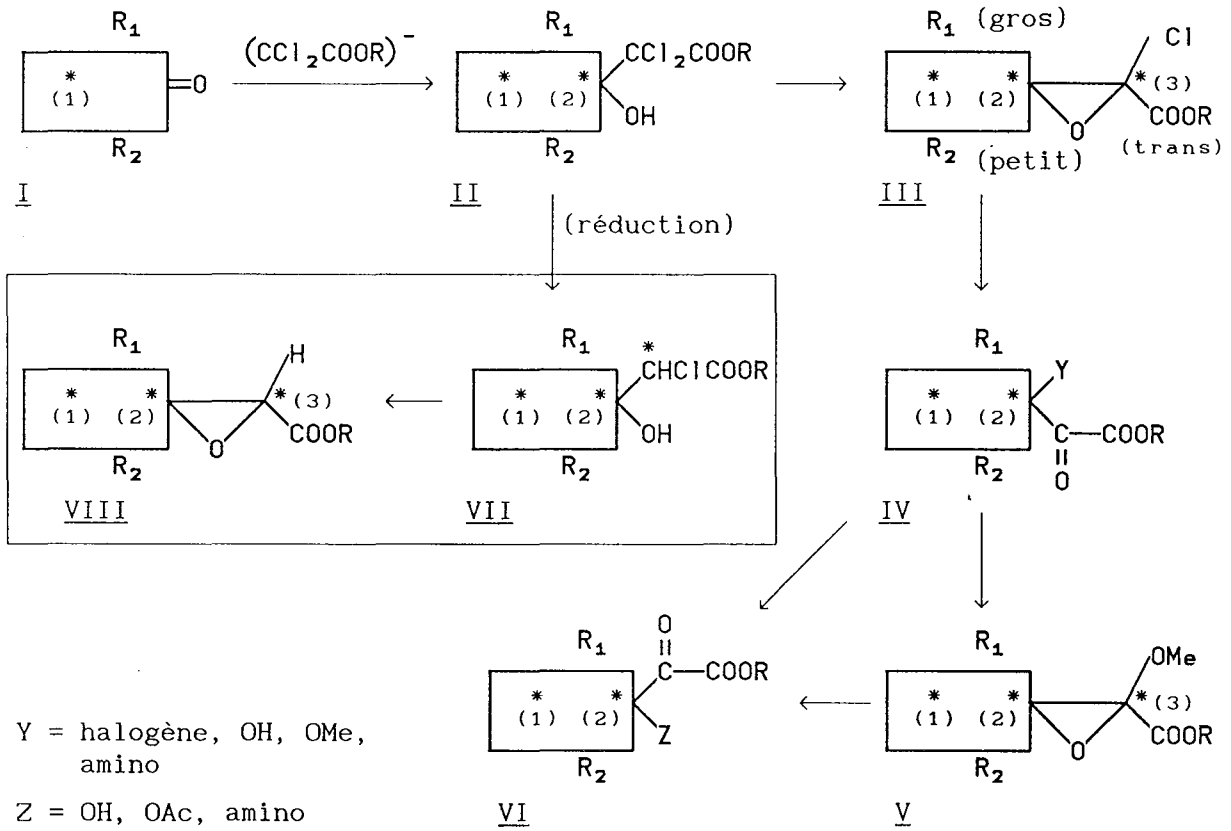 R₁
(1) * =O
R₂
I
(CCl₂COOR)⁻
R₁
* * CCl₂COOR
(1) (2) OH
R₂
II
R₁ (gros)
* * Cl
(1) (2) O * (3)
COOR
R₂ (petit) (trans)
III
(réduction)
R₁
* * H
(1) (2) O * (3)
COOR
R₂
VIII
R₁ *
* * CHClCOOR
(1) (2) OH
R₂
VII
R₁
* * Y
(1) (2) C—COOR
O
R₂
IV
R₁ O
* * C—COOR
(1) (2) Z
R₂
VI
R₁
* * OMe
(1) (2) O * (3)
COOR
R₂
V
Y = halogène, OH, OMe,
amino
Z = OH, OAc, amino